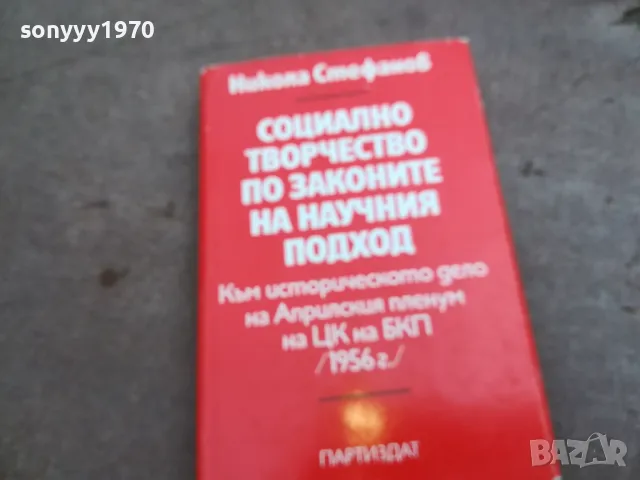 sonyyy1970
Никола Стефанов
СОЦИАЛНО
ТВОРЧЕСТВО
ПО ЗАКОНИТЕ
НА НАУЧНИЯ
ПОДХОД
Към историческото дело
на Априлския пленум
на ЦК на БКП
/1956 г./
ПАРТИЗДАТ
bazar